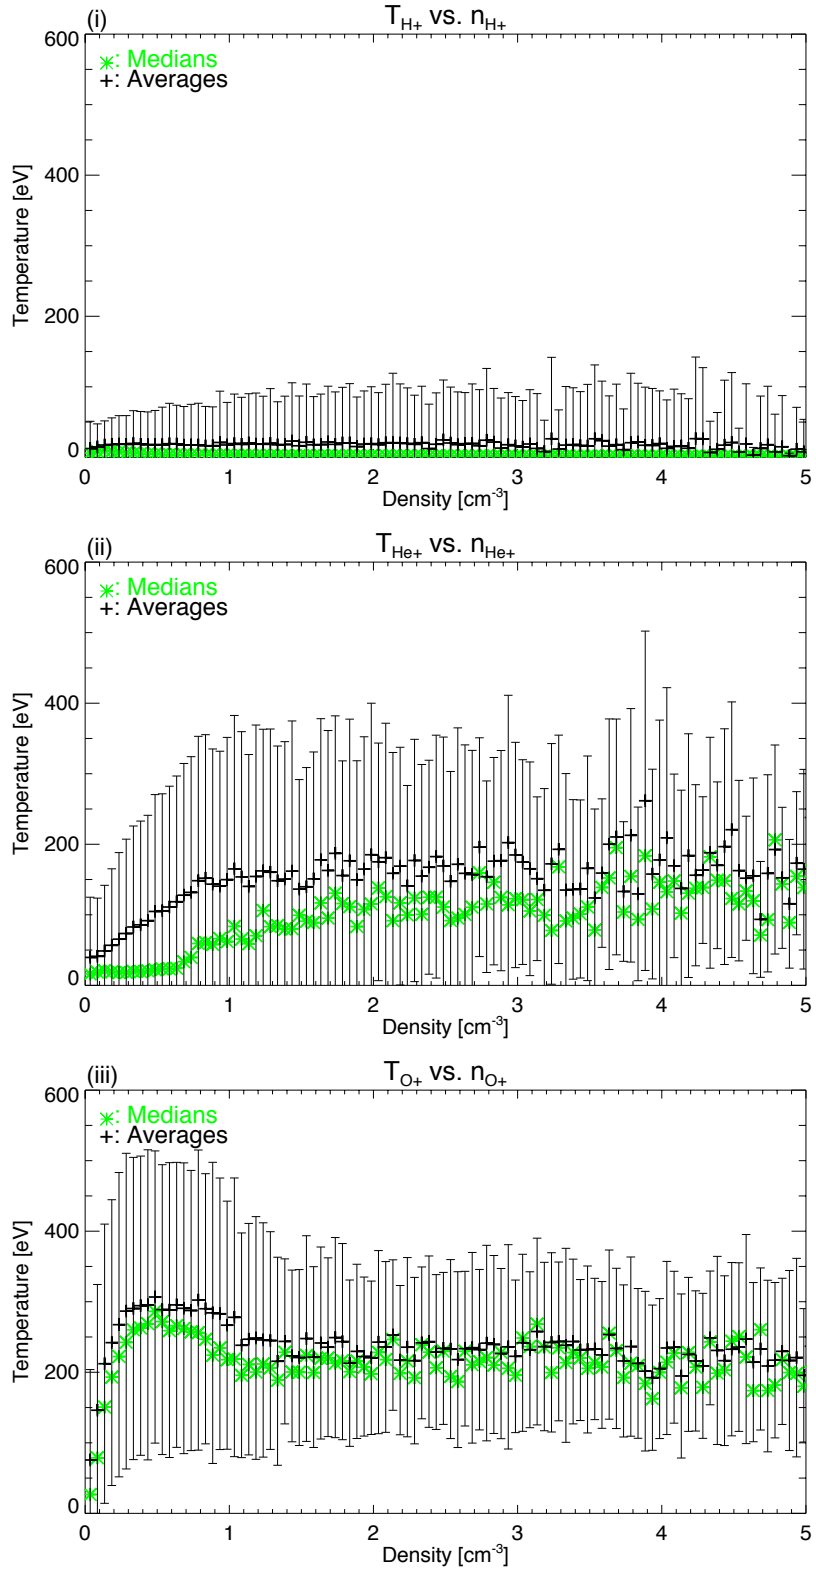 (i)
T_H+ vs. n_H+
600
400
200
0
Temperature [eV]
✳: Medians
+: Averages
0 1 2 3 4 5
Density [cm⁻³]
(ii)
T_He+ vs. n_He+
600
400
200
0
Temperature [eV]
✳: Medians
+: Averages
0 1 2 3 4 5
Density [cm⁻³]
(iii)
T_O+ vs. n_O+
600
400
200
0
Temperature [eV]
✳: Medians
+: Averages
0 1 2 3 4 5
Density [cm⁻³]